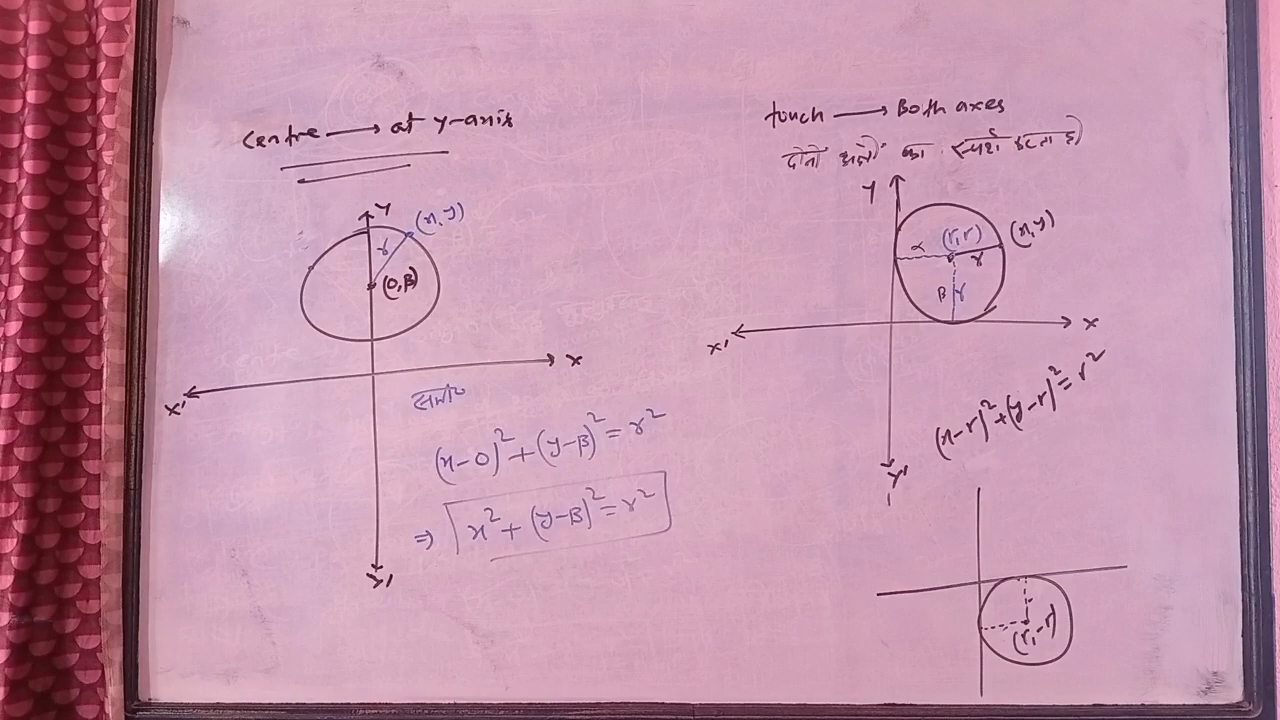 Centre → at y-axis
Y
(x, y)
r
(0, β)
X
X'
समी०
(x-0)² + (y-β)² = r²
⇒ x² + (y-β)² = r²
Y'
touch → Both axes
दोनो अक्षो का स्पर्श करता है)
Y
(r, r)
(x, y)
α
r
β
r
X
X'
(x-r)² + (y-r)² = r²
Y'
r
(r, -r)